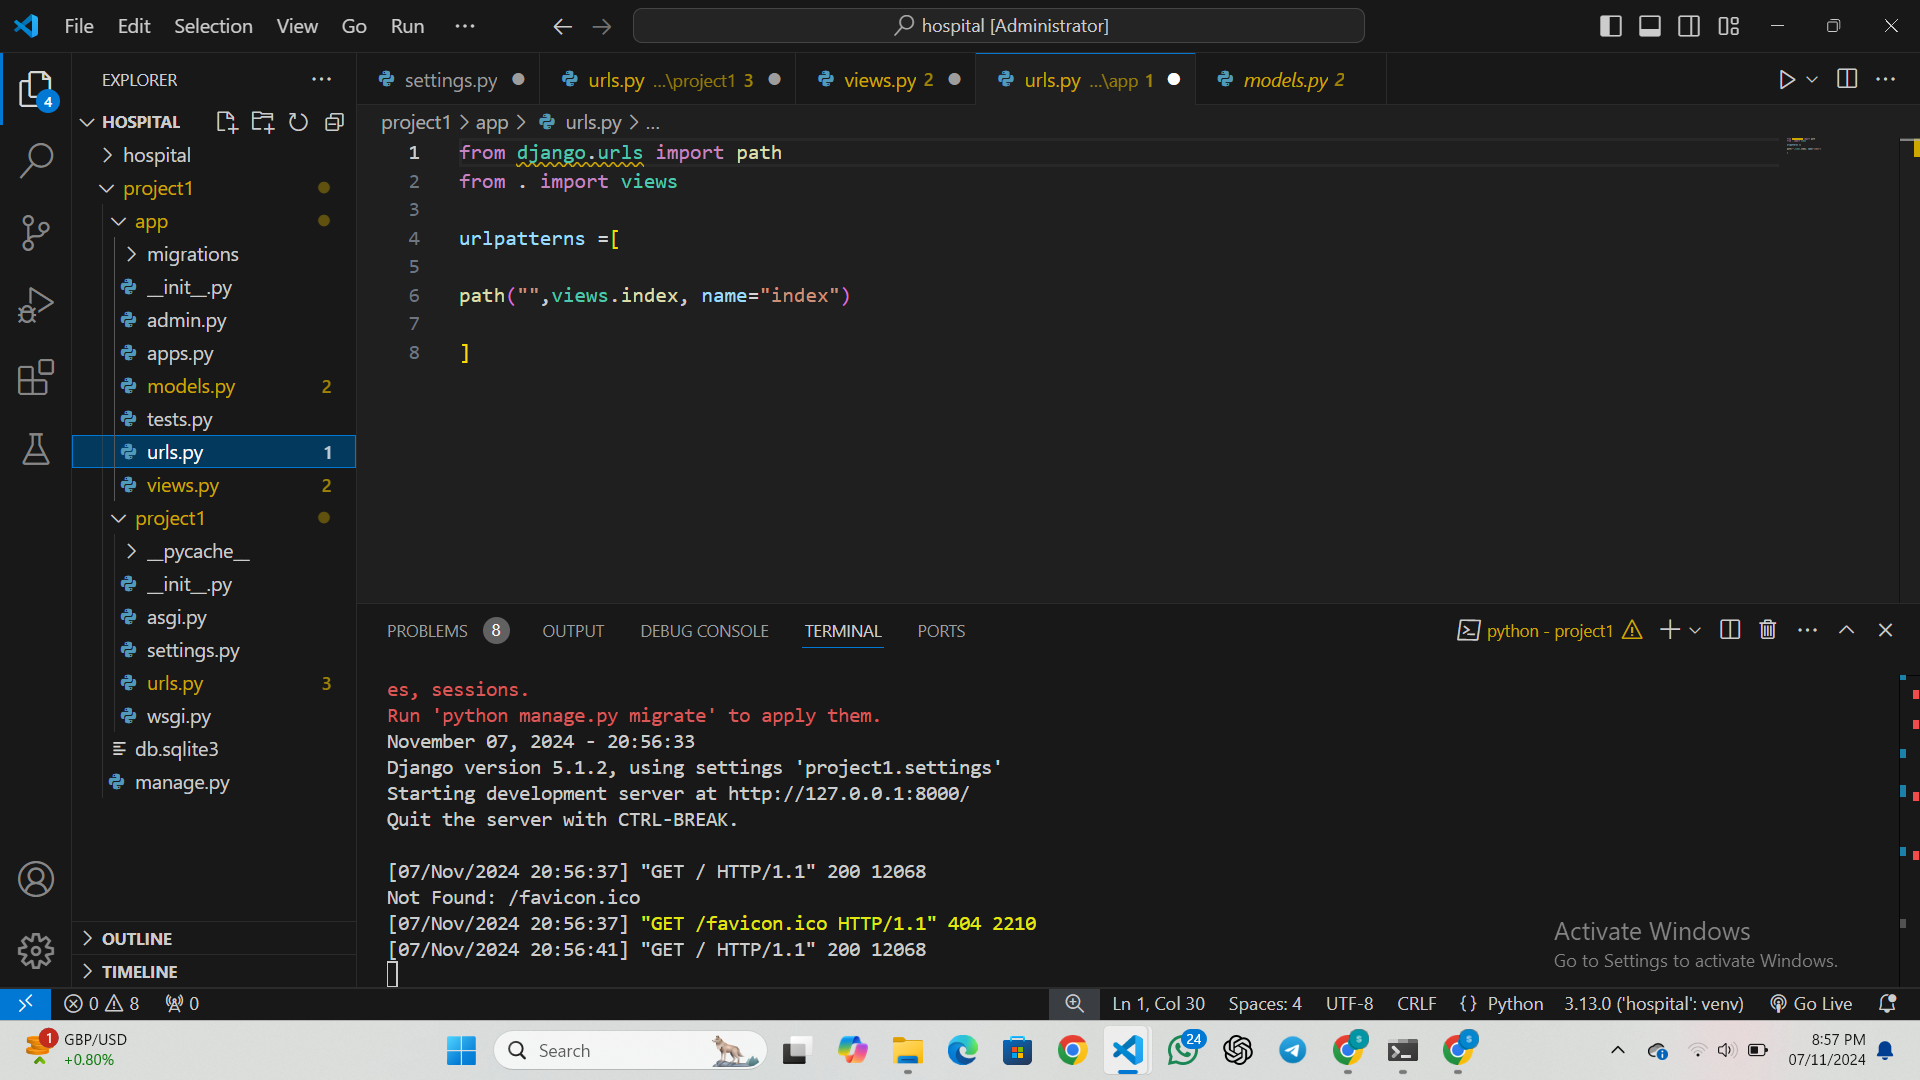 File Edit Selection View Go Run ...
hospital [Administrator]
EXPLORER ...
settings.py
urls.py ...\project1 3
views.py 2
urls.py ...\app 1
models.py 2
HOSPITAL
project1 > app > urls.py > ...
hospital
project1
app
migrations
__init__.py
admin.py
apps.py
models.py 2
tests.py
urls.py 1
views.py 2
project1
__pycache__
__init__.py
asgi.py
settings.py
urls.py 3
wsgi.py
db.sqlite3
manage.py
OUTLINE
TIMELINE
4
1 from django.urls import path
2 from . import views
3
4 urlpatterns =[
5
6 path("",views.index, name="index")
7
8 ]
PROBLEMS 8 OUTPUT DEBUG CONSOLE TERMINAL PORTS
python - project1
es, sessions.
Run 'python manage.py migrate' to apply them.
November 07, 2024 - 20:56:33
Django version 5.1.2, using settings 'project1.settings'
Starting development server at http://127.0.0.1:8000/
Quit the server with CTRL-BREAK.
[07/Nov/2024 20:56:37] "GET / HTTP/1.1" 200 12068
Not Found: /favicon.ico
[07/Nov/2024 20:56:37] "GET /favicon.ico HTTP/1.1" 404 2210
[07/Nov/2024 20:56:41] "GET / HTTP/1.1" 200 12068
Activate Windows
Go to Settings to activate Windows.
0 8 0
Ln 1, Col 30 Spaces: 4 UTF-8 CRLF {} Python 3.13.0 ('hospital': venv) Go Live
1 GBP/USD
+0.80%
Search
24
8:57 PM
07/11/2024